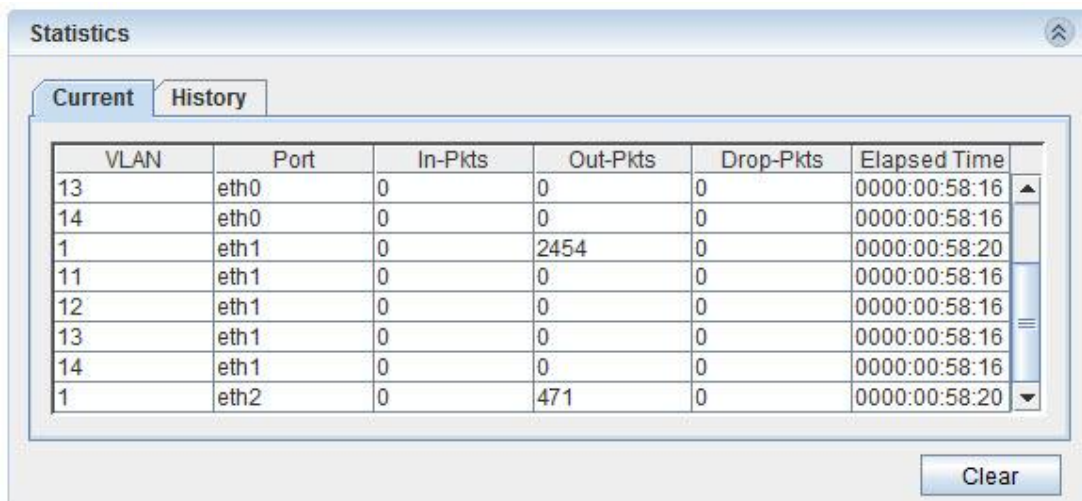 Statistics
Current History
VLAN Port In-Pkts Out-Pkts Drop-Pkts Elapsed Time
13 eth0 0 0 0 0000:00:58:16
14 eth0 0 0 0 0000:00:58:16
1 eth1 0 2454 0 0000:00:58:20
11 eth1 0 0 0 0000:00:58:16
12 eth1 0 0 0 0000:00:58:16
13 eth1 0 0 0 0000:00:58:16
14 eth1 0 0 0 0000:00:58:16
1 eth2 0 471 0 0000:00:58:20
Clear